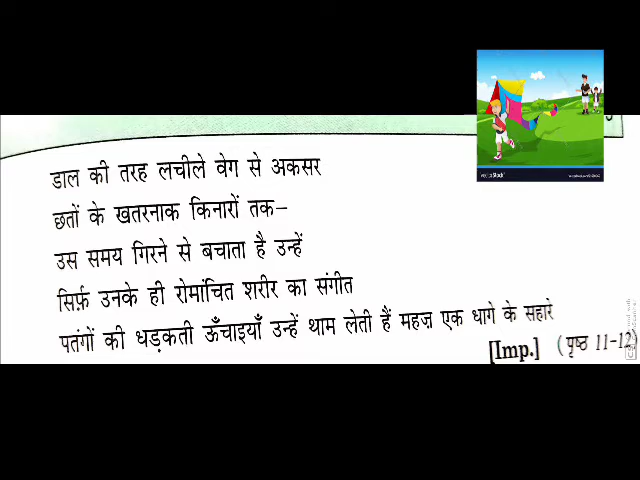 डाल की तरह लचीले वेग से अकसर
छतों के खतरनाक किनारों तक-
उस समय गिरने से बचाता है उन्हें
सिर्फ़ उनके ही रोमांचित शरीर का संगीत
पतंगों की धड़कती ऊँचाइयाँ उन्हें थाम लेती हैं महज़ एक धागे के सहारे
[Imp.] (पृष्ठ 11-12)